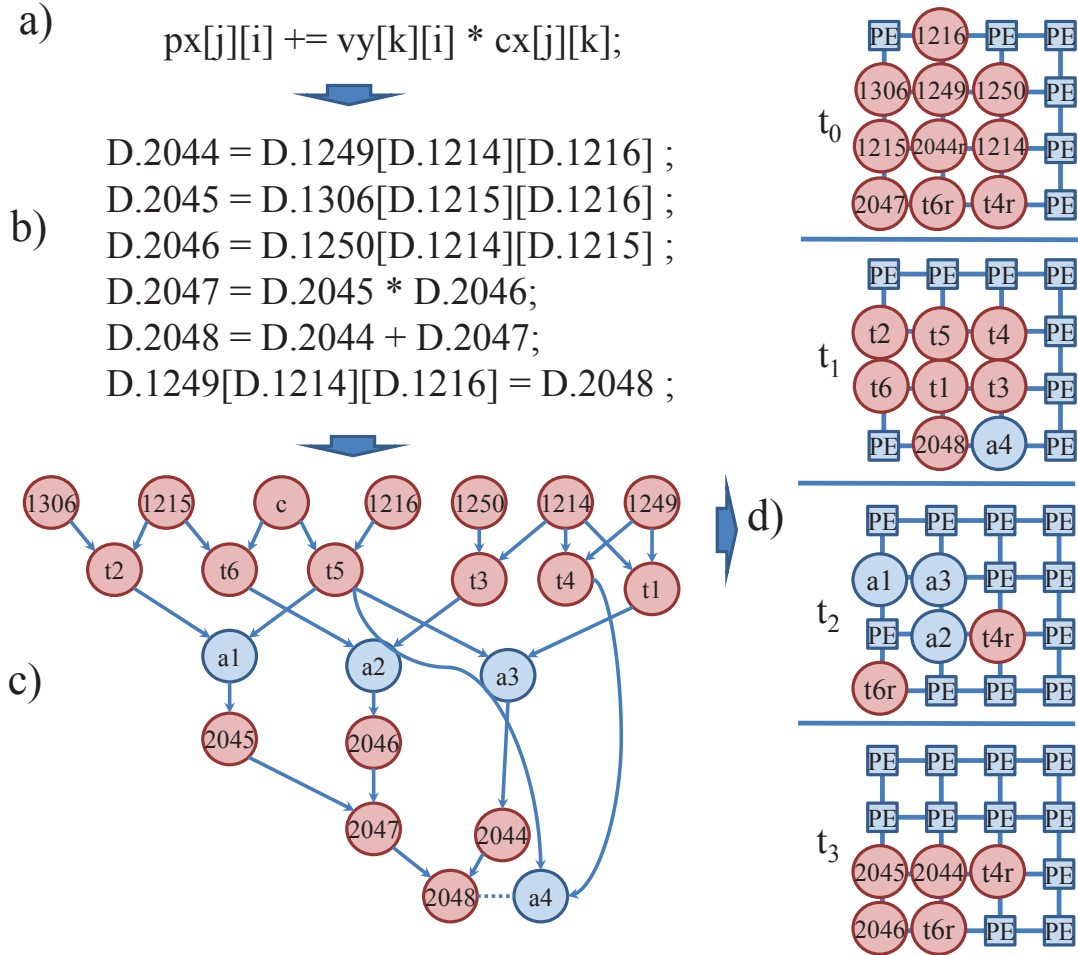 a)
px[j][i] += vy[k][i] * cx[j][k];
b)
D.2044 = D.1249[D.1214][D.1216] ;
D.2045 = D.1306[D.1215][D.1216] ;
D.2046 = D.1250[D.1214][D.1215] ;
D.2047 = D.2045 * D.2046;
D.2048 = D.2044 + D.2047;
D.1249[D.1214][D.1216] = D.2048 ;
c)
1306 1215 c 1216 1250 1214 1249
t2 t6 t5 t3 t4 t1
a1 a2 a3
2045 2046
2047 2044
2048 a4
d)
t0
PE 1216 PE PE
1306 1249 1250 PE
1215 2044r 1214 PE
2047 t6r t4r PE
t1
PE PE PE PE
t2 t5 t4 PE
t6 t1 t3 PE
PE 2048 a4 PE
t2
PE PE PE PE
a1 a3 PE PE
PE a2 t4r PE
t6r PE PE PE
t3
PE PE PE PE
PE PE PE PE
2045 2044 t4r PE
2046 t6r PE PE